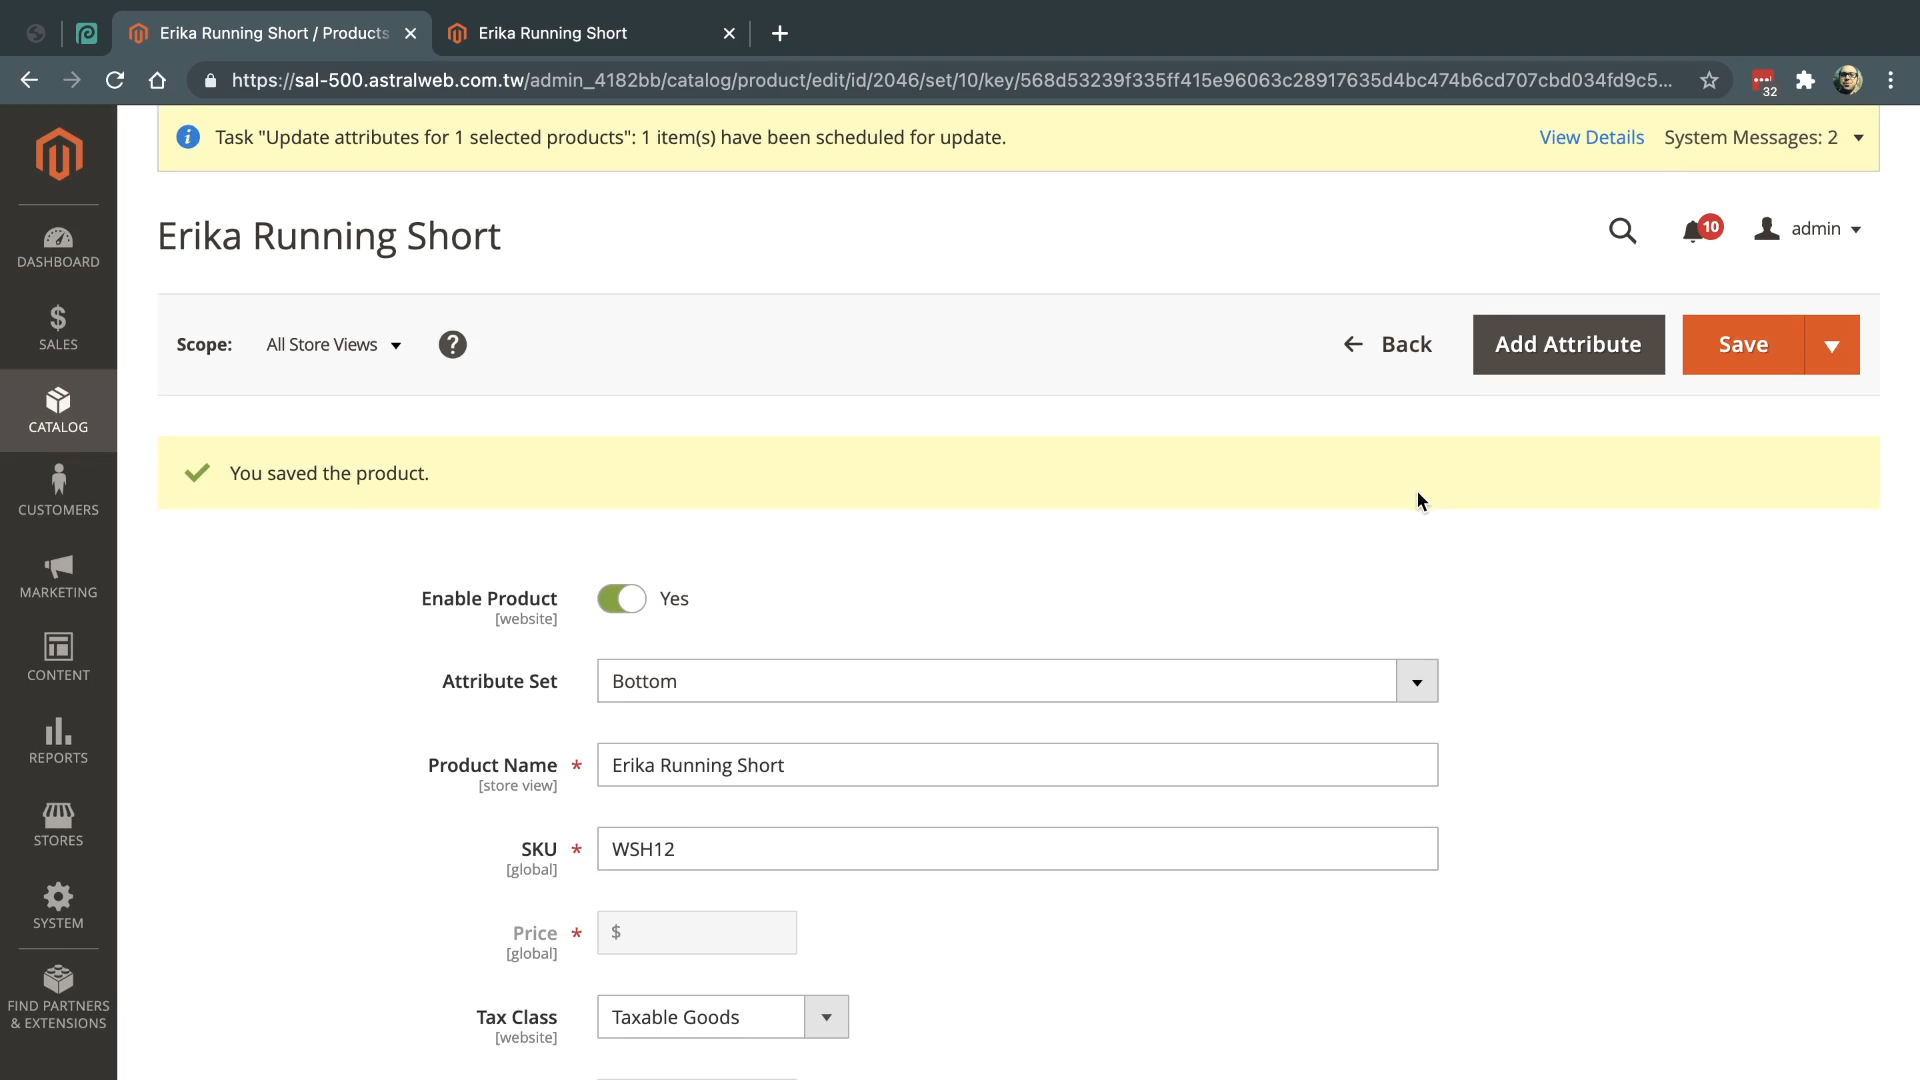 Erika Running Short / Products
Erika Running Short
https://sal-500.astralweb.com.tw/admin_4182bb/catalog/product/edit/id/2046/set/10/key/568d53239f335ff415e96063c28917635d4bc474b6cd707cbd034fd9c5...
32
Task "Update attributes for 1 selected products": 1 item(s) have been scheduled for update.
View Details
System Messages: 2
Erika Running Short
10
admin
Scope:
All Store Views
?
Back
Add Attribute
Save
DASHBOARD
$
SALES
CATALOG
CUSTOMERS
MARKETING
CONTENT
REPORTS
STORES
SYSTEM
FIND PARTNERS
& EXTENSIONS
You saved the product.
Enable Product
[website]
Yes
Attribute Set
Bottom
Product Name *
[store view]
Erika Running Short
SKU *
[global]
WSH12
Price *
[global]
$
Tax Class
[website]
Taxable Goods